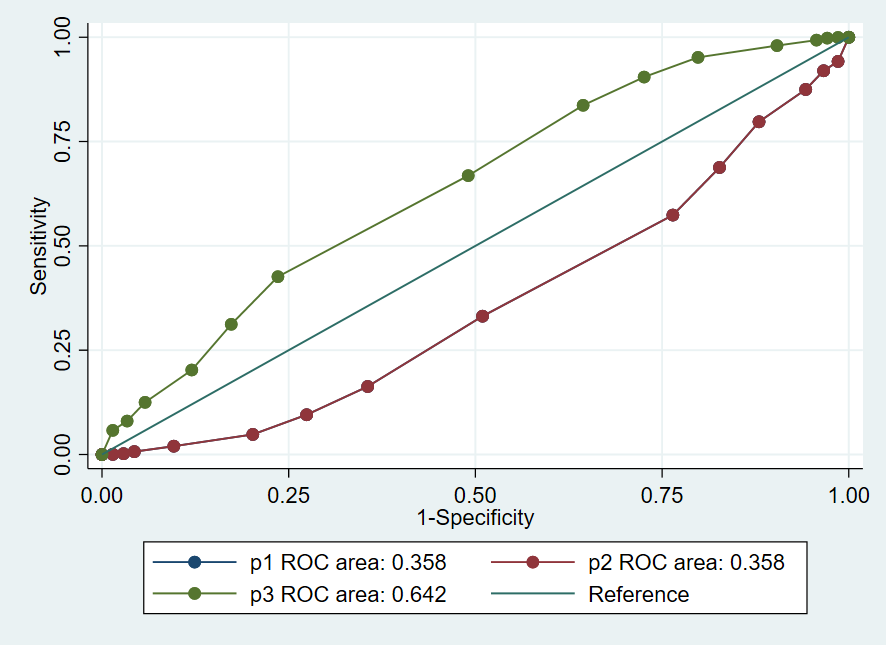 Sensitivity
1.00
0.75
0.50
0.25
0.00
0.00 0.25 0.50 0.75 1.00
1-Specificity
p1 ROC area: 0.358 p2 ROC area: 0.358
p3 ROC area: 0.642 Reference